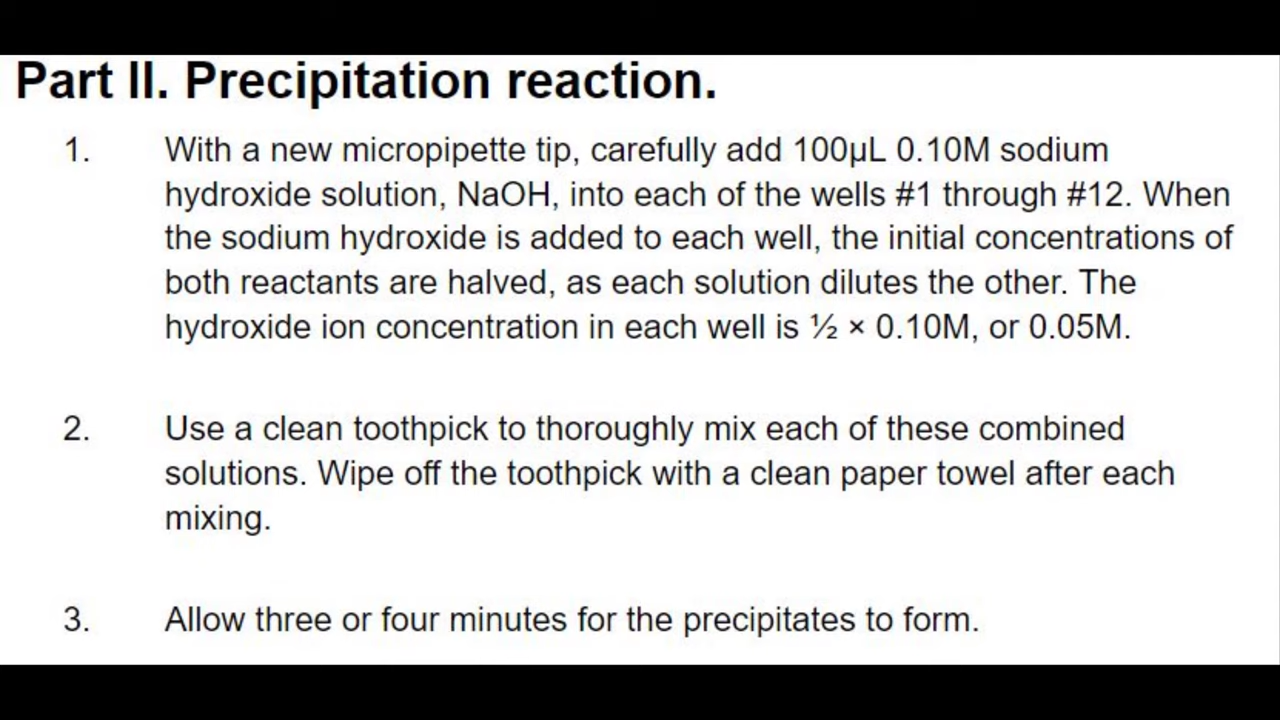 Part II. Precipitation reaction.
1. With a new micropipette tip, carefully add 100µL 0.10M sodium
hydroxide solution, NaOH, into each of the wells #1 through #12. When
the sodium hydroxide is added to each well, the initial concentrations of
both reactants are halved, as each solution dilutes the other. The
hydroxide ion concentration in each well is ½ × 0.10M, or 0.05M.
2. Use a clean toothpick to thoroughly mix each of these combined
solutions. Wipe off the toothpick with a clean paper towel after each
mixing.
3. Allow three or four minutes for the precipitates to form.